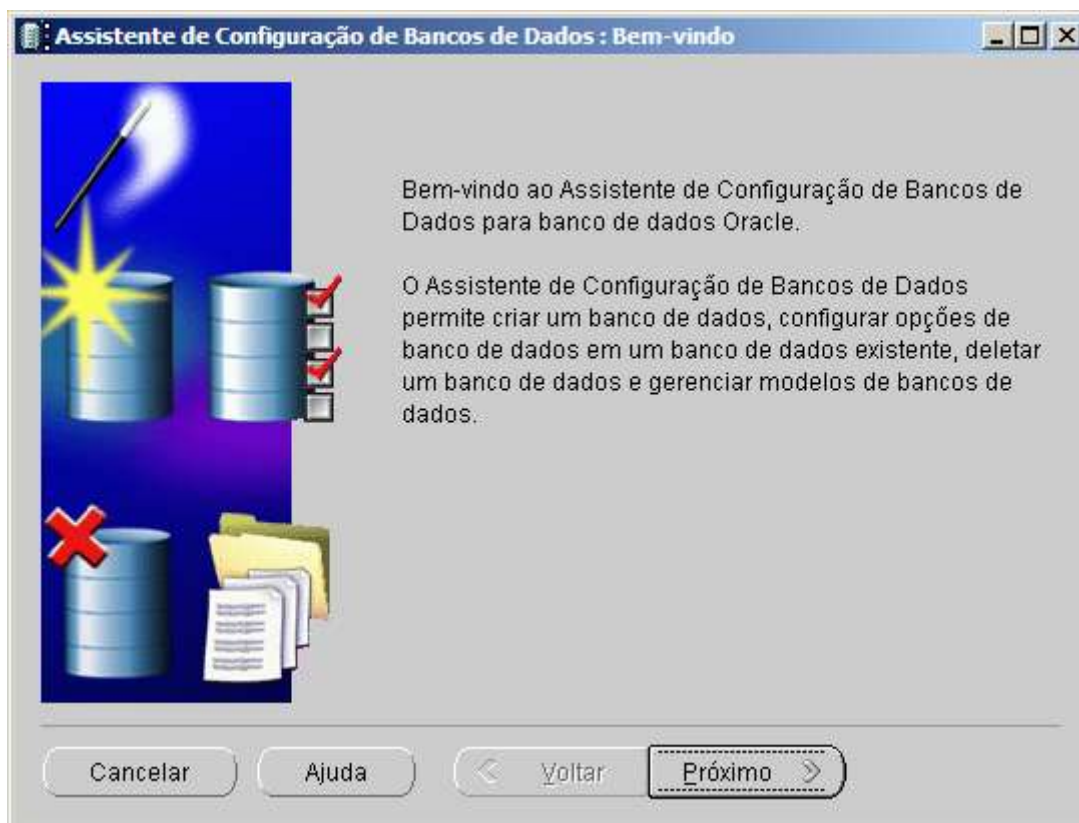 Assistente de Configuração de Bancos de Dados : Bem-vindo
Bem-vindo ao Assistente de Configuração de Bancos de
Dados para banco de dados Oracle.
O Assistente de Configuração de Bancos de Dados
permite criar um banco de dados, configurar opções de
banco de dados em um banco de dados existente, deletar
um banco de dados e gerenciar modelos de bancos de
dados.
Cancelar
Ajuda
Voltar
Próximo